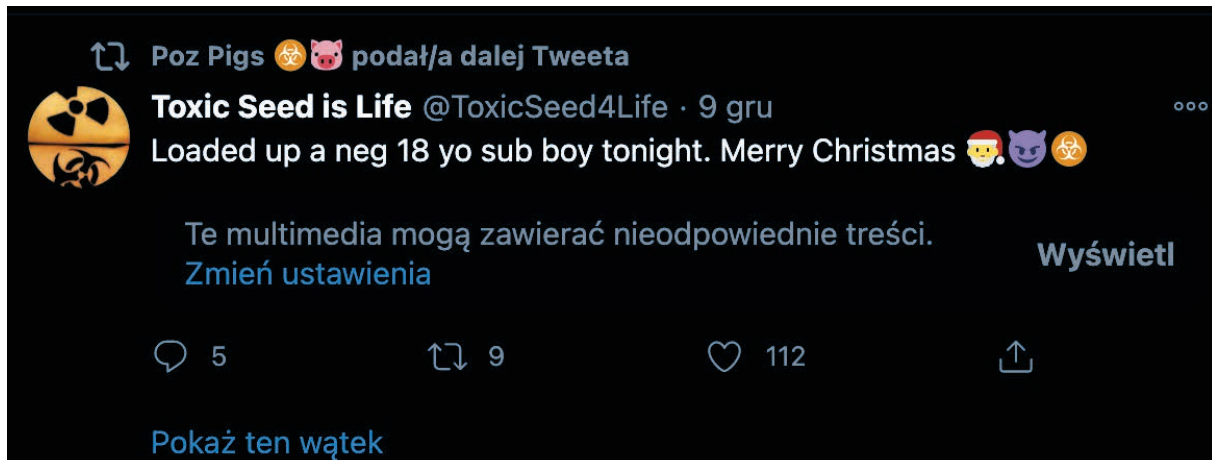 Poz Pigs ☣️🐷 podał/a dalej Tweeta
Toxic Seed is Life @ToxicSeed4Life · 9 gru
Loaded up a neg 18 yo sub boy tonight. Merry Christmas 🎅😈☣️
Te multimedia mogą zawierać nieodpowiednie treści.
Zmień ustawienia
Wyświetl
5 9 112
Pokaż ten wątek